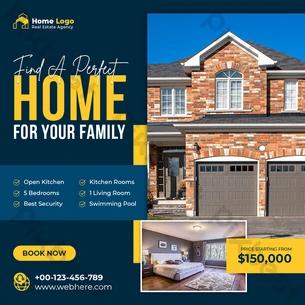 Home Logo
Real Estate Agency
Find A Perfect
HOME
FOR YOUR FAMILY
Open Kitchen
Kitchen Rooms
5 Bedrooms
1 Living Room
Best Security
Swimming Pool
BOOK NOW
PRICE STARTING FROM
$150,000
+00-123-456-789
www.webhere.com